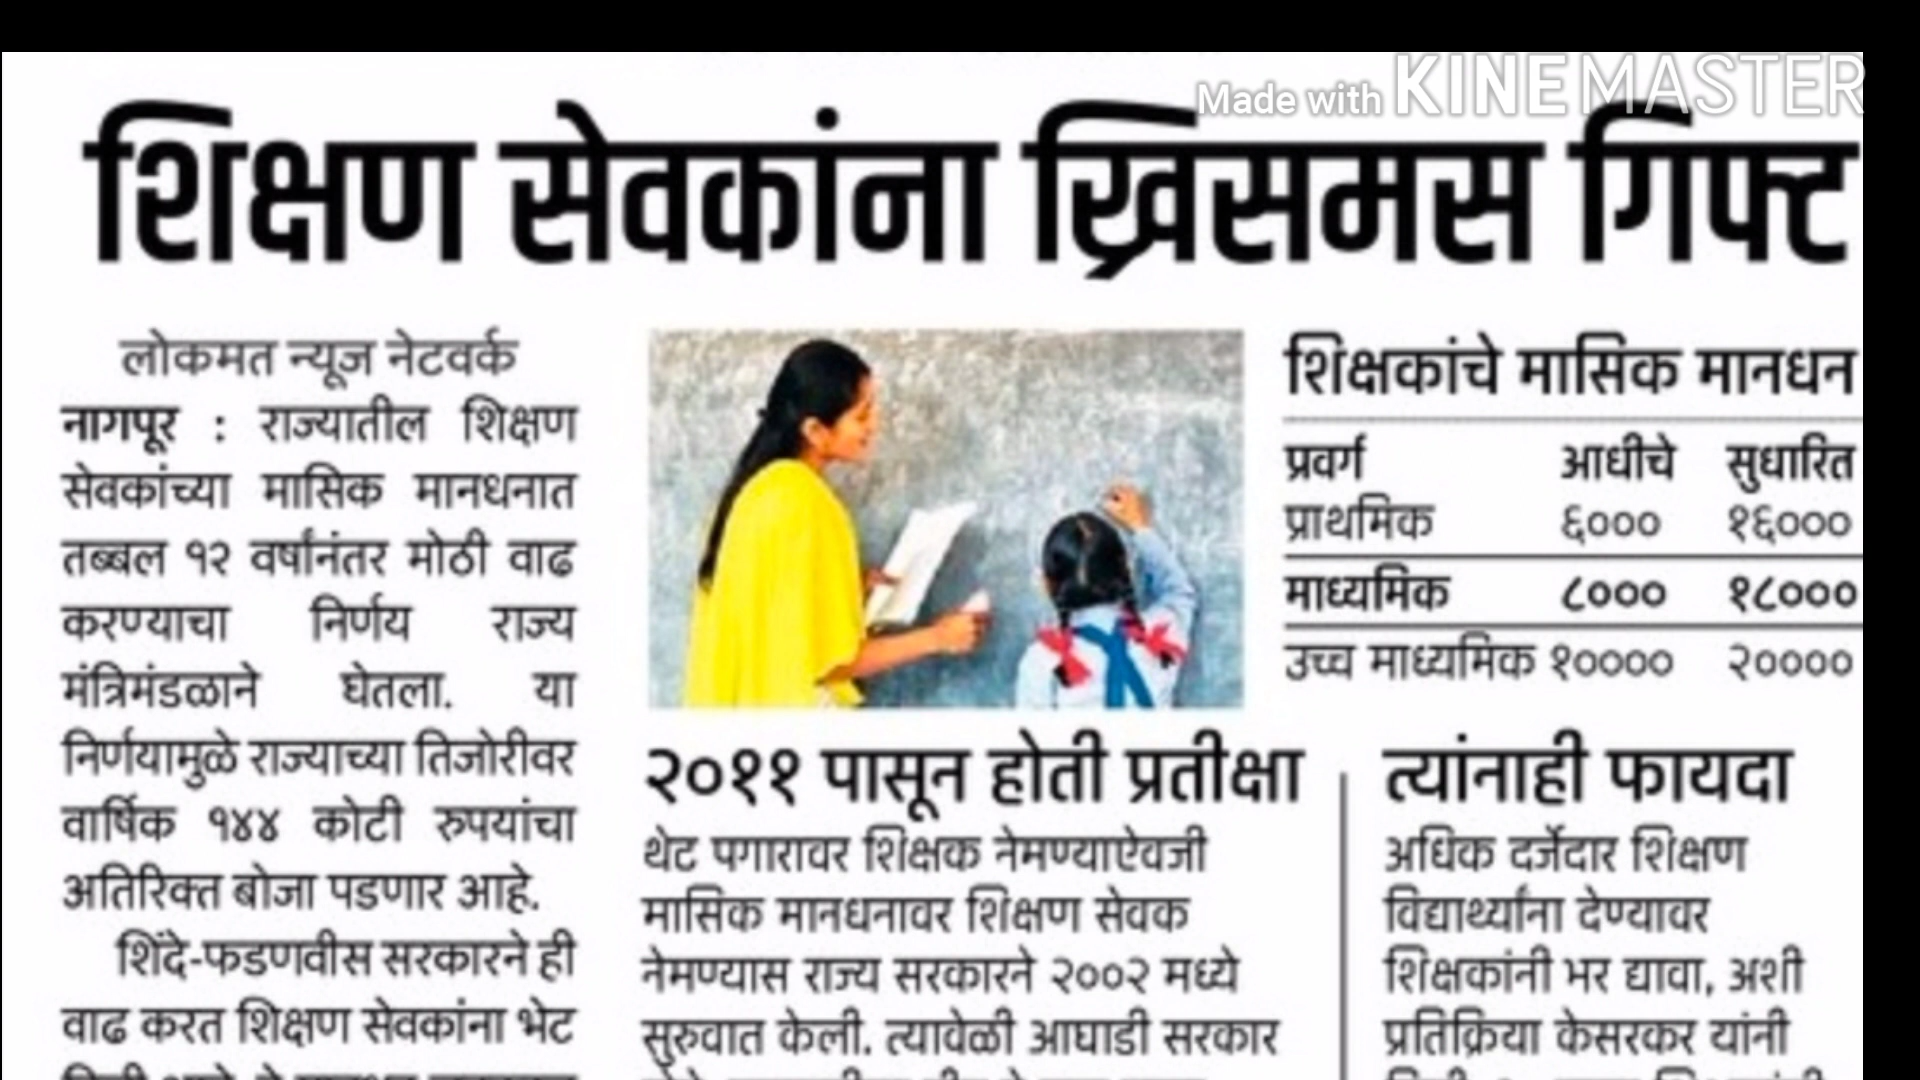 Made with KINEMASTER
शिक्षण सेवकांना ख्रिसमस गिफ्ट
लोकमत न्यूज नेटवर्क
नागपूर : राज्यातील शिक्षण
सेवकांच्या मासिक मानधनात
तब्बल १२ वर्षांनंतर मोठी वाढ
करण्याचा निर्णय राज्य
मंत्रिमंडळाने घेतला. या
निर्णयामुळे राज्याच्या तिजोरीवर
वार्षिक १४४ कोटी रुपयांचा
अतिरिक्त बोजा पडणार आहे.
शिंदे-फडणवीस सरकारने ही
वाढ करत शिक्षण सेवकांना भेट
शिक्षकांचे मासिक मानधन
प्रवर्ग आधीचे सुधारित
प्राथमिक ६००० १६०००
माध्यमिक ८००० १८०००
उच्च माध्यमिक १०००० २००००
२०११ पासून होती प्रतीक्षा
थेट पगारावर शिक्षक नेमण्याऐवजी
मासिक मानधनावर शिक्षण सेवक
नेमण्यास राज्य सरकारने २००२ मध्ये
सुरुवात केली. त्यावेळी आघाडी सरकार
त्यांनाही फायदा
अधिक दर्जेदार शिक्षण
विद्यार्थ्यांना देण्यावर
शिक्षकांनी भर द्यावा, अशी
प्रतिक्रिया केसरकर यांनी